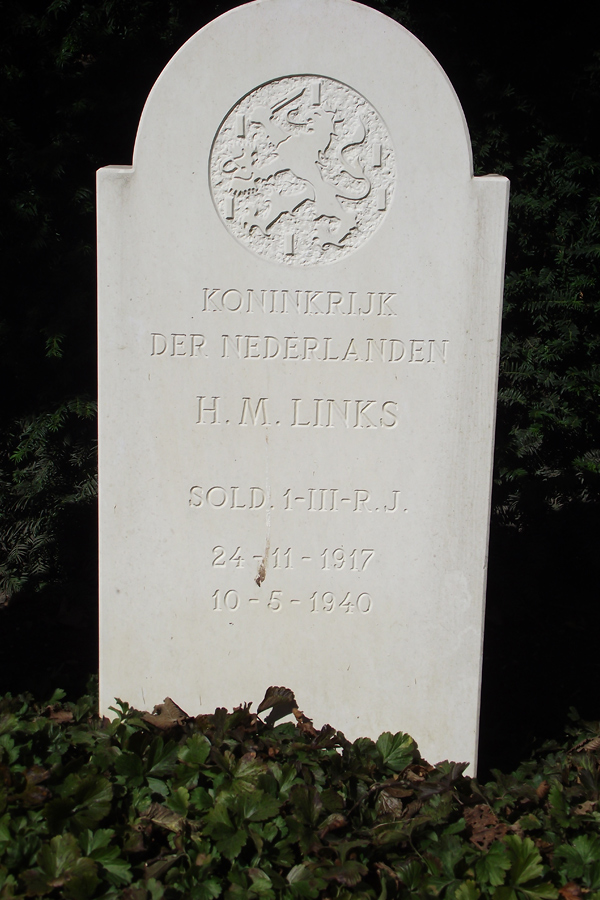 KONINKRIJK
DER NEDERLANDEN
H.M. LINKS
SOLD. 1-III-R.J.
24-11-1917
10-5-1940